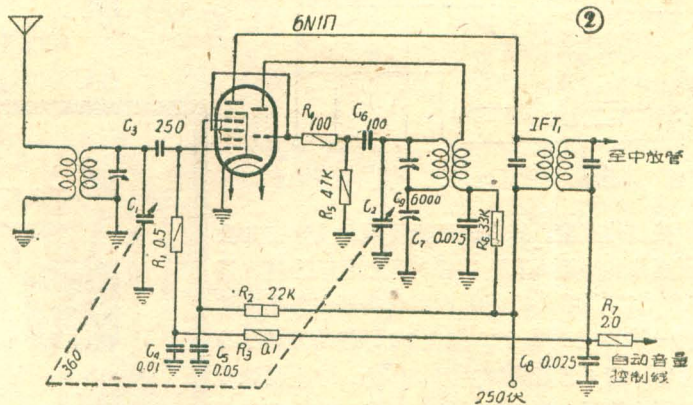 ②
6N1П
C₃ 250
R₄ 100
C₆ 100
IFT₁
至中放管
C₁
R₁ 0.5
R₅ 47K
C₂
C₉ 6000
C₇ 0.025
R₆ 33K
R₂ 22K
R₃ 0.1
R₇ 2.0
360
C₄ 0.01
C₅ 0.05
C₈ 0.025
自动音量
控制线
250伏